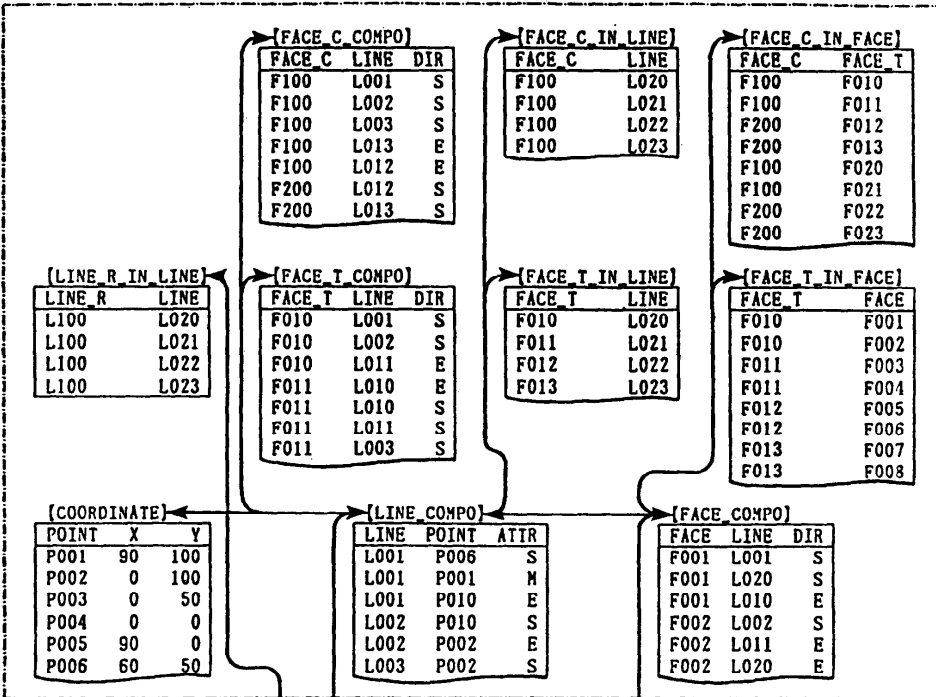 [FACE_C_COMPO]
FACE_C LINE DIR
F100 L001 S
F100 L002 S
F100 L003 S
F100 L013 E
F100 L012 E
F200 L012 S
F200 L013 S
[FACE_C_IN_LINE]
FACE_C LINE
F100 L020
F100 L021
F100 L022
F100 L023
[FACE_C_IN_FACE]
FACE_C FACE_T
F100 F010
F100 F011
F200 F012
F200 F013
F100 F020
F100 F021
F200 F022
F200 F023
[LINE_R_IN_LINE]
LINE_R LINE
L100 L020
L100 L021
L100 L022
L100 L023
[FACE_T_COMPO]
FACE_T LINE DIR
F010 L001 S
F010 L002 S
F010 L011 E
F011 L010 E
F011 L010 S
F011 L011 S
F011 L003 S
[FACE_T_IN_LINE]
FACE_T LINE
F010 L020
F011 L021
F012 L022
F013 L023
[FACE_T_IN_FACE]
FACE_T FACE
F010 F001
F010 F002
F011 F003
F011 F004
F012 F005
F012 F006
F013 F007
F013 F008
[COORDINATE]
POINT X Y
P001 90 100
P002 0 100
P003 0 50
P004 0 0
P005 90 0
P006 60 50
[LINE_COMPO]
LINE POINT ATTR
L001 P006 S
L001 P001 M
L001 P010 E
L002 P010 S
L002 P002 E
L003 P002 S
[FACE_COMPO]
FACE LINE DIR
F001 L001 S
F001 L020 S
F001 L010 E
F002 L002 S
F002 L011 E
F002 L020 E